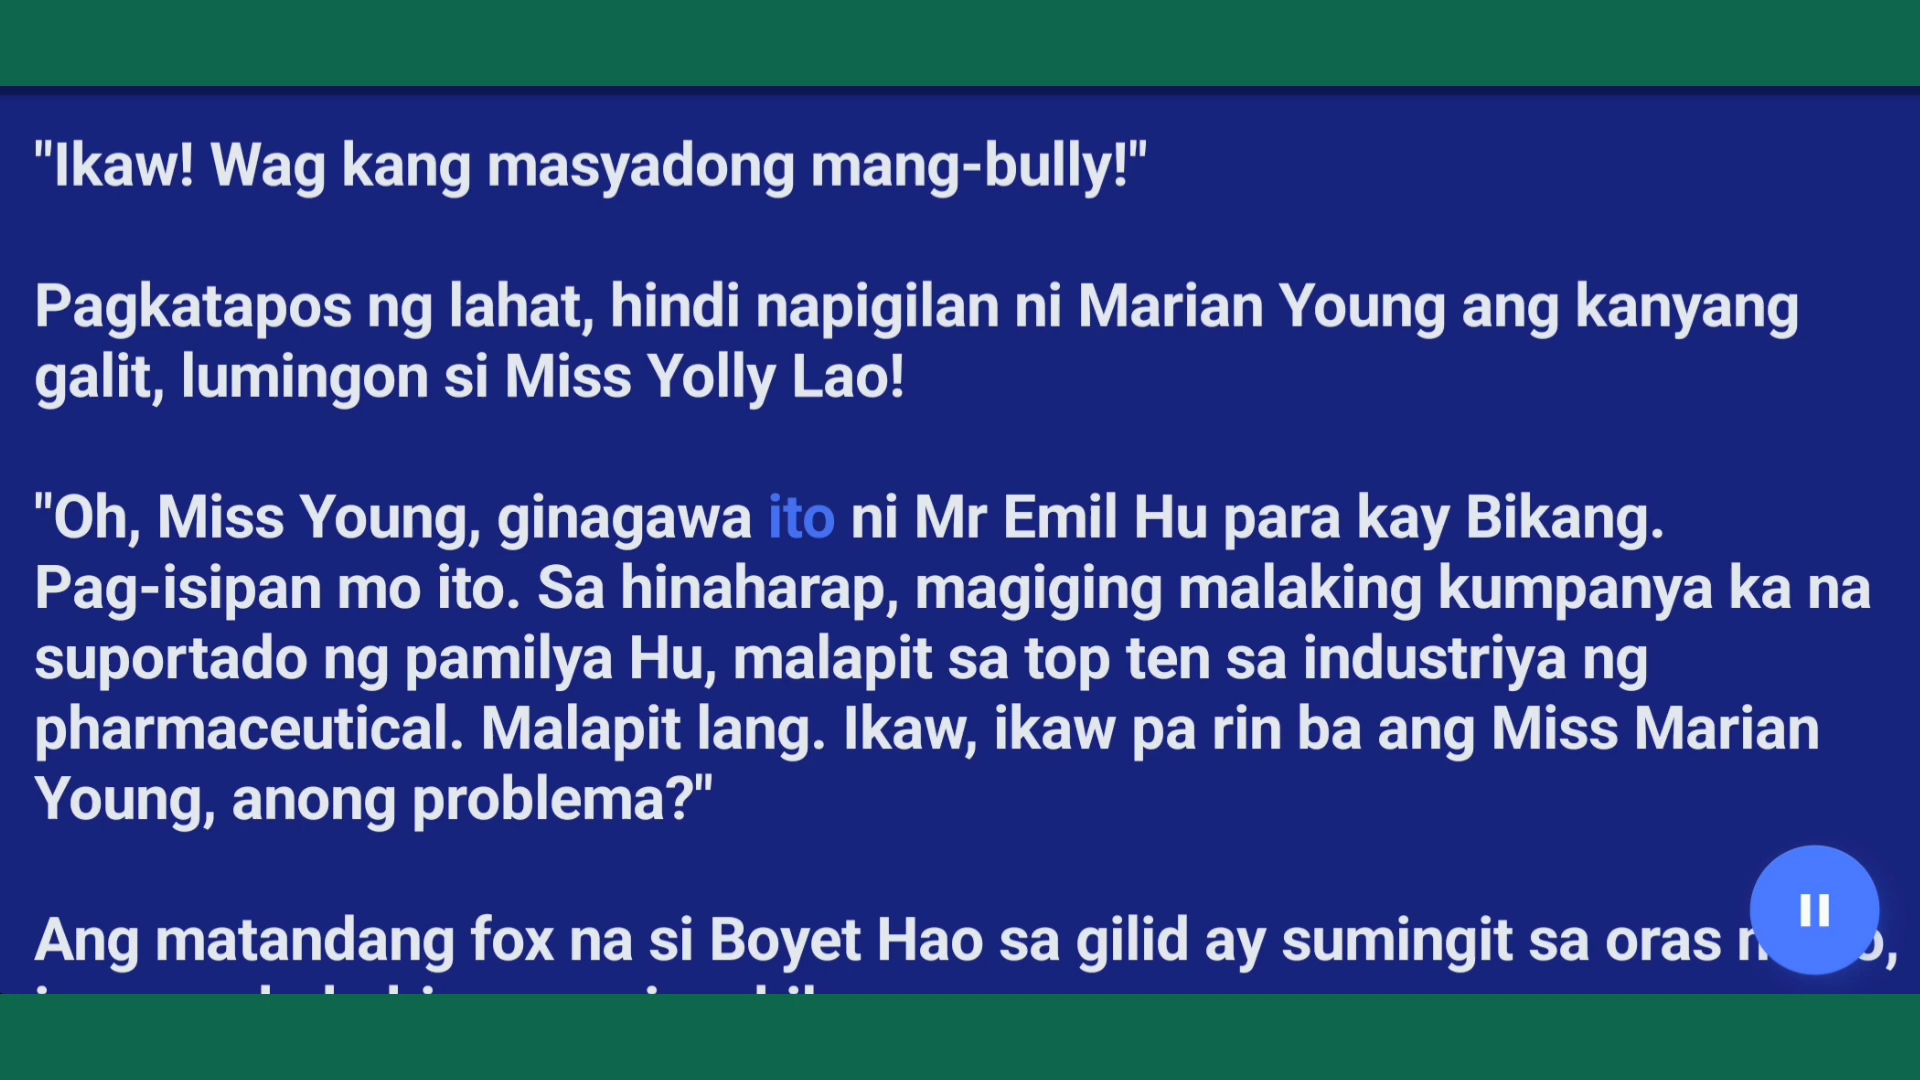 "Ikaw! Wag kang masyadong mang-bully!"
Pagkatapos ng lahat, hindi napigilan ni Marian Young ang kanyang
galit, lumingon si Miss Yolly Lao!
"Oh, Miss Young, ginagawa ito ni Mr Emil Hu para kay Bikang.
Pag-isipan mo ito. Sa hinaharap, magiging malaking kumpanya ka na
suportado ng pamilya Hu, malapit sa top ten sa industriya ng
pharmaceutical. Malapit lang. Ikaw, ikaw pa rin ba ang Miss Marian
Young, anong problema?"
Ang matandang fox na si Boyet Hao sa gilid ay sumingit sa oras